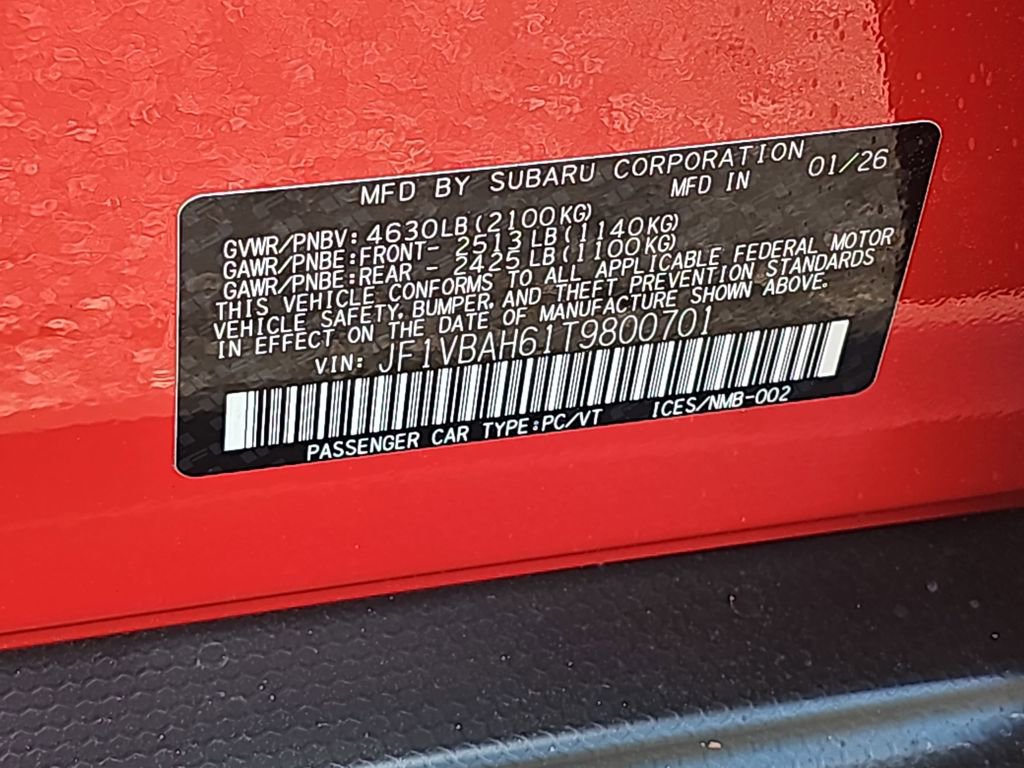 MFD BY SUBARU CORPORATION
MFD IN 01/26
GVWR/PNBV: 4630LB(2100KG)
GAWR/PNBE:FRONT- 2513 LB(1140KG)
GAWR/PNBE:REAR - 2425 LB(1100KG)
THIS VEHICLE CONFORMS TO ALL APPLICABLE FEDERAL MOTOR
VEHICLE SAFETY, BUMPER, AND THEFT PREVENTION STANDARDS
IN EFFECT ON THE DATE OF MANUFACTURE SHOWN ABOVE.
VIN: JF1VBAH61T9800701
PASSENGER CAR TYPE:PC/VT ICES/NMB-002